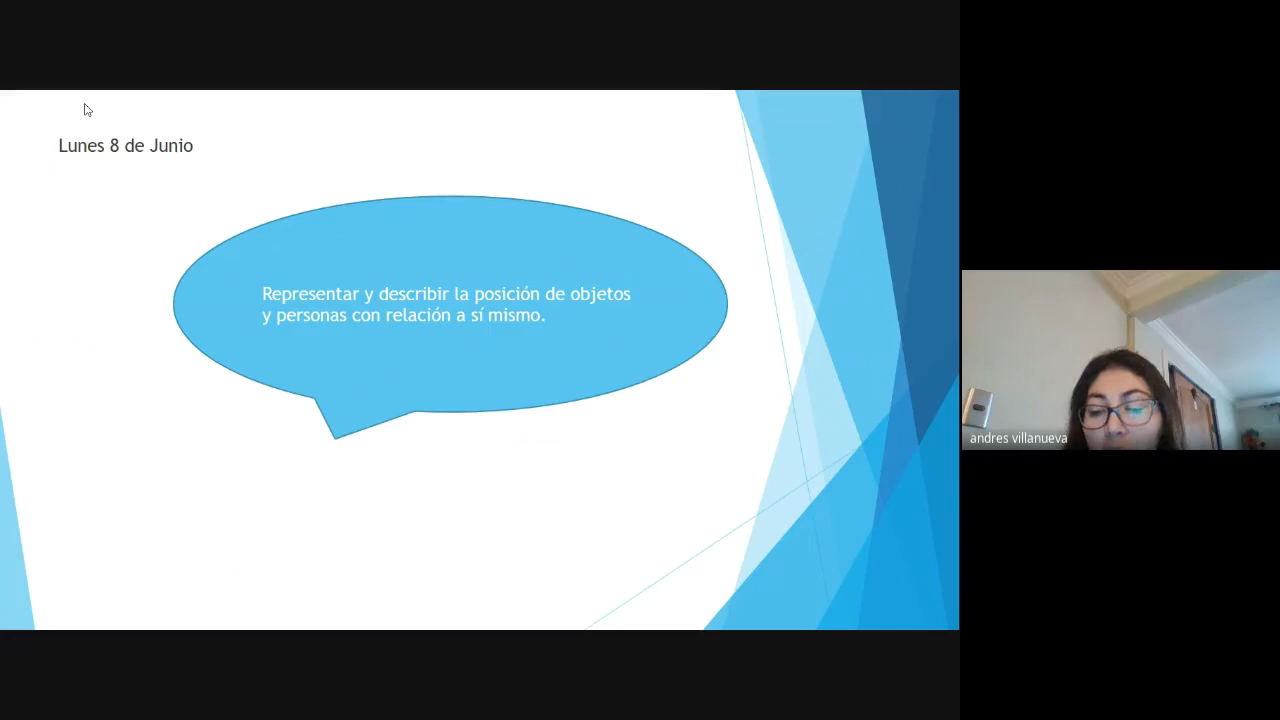 Lunes 8 de Junio
Representar y describir la posición de objetos
y personas con relación a sí mismo.
andres villanueva